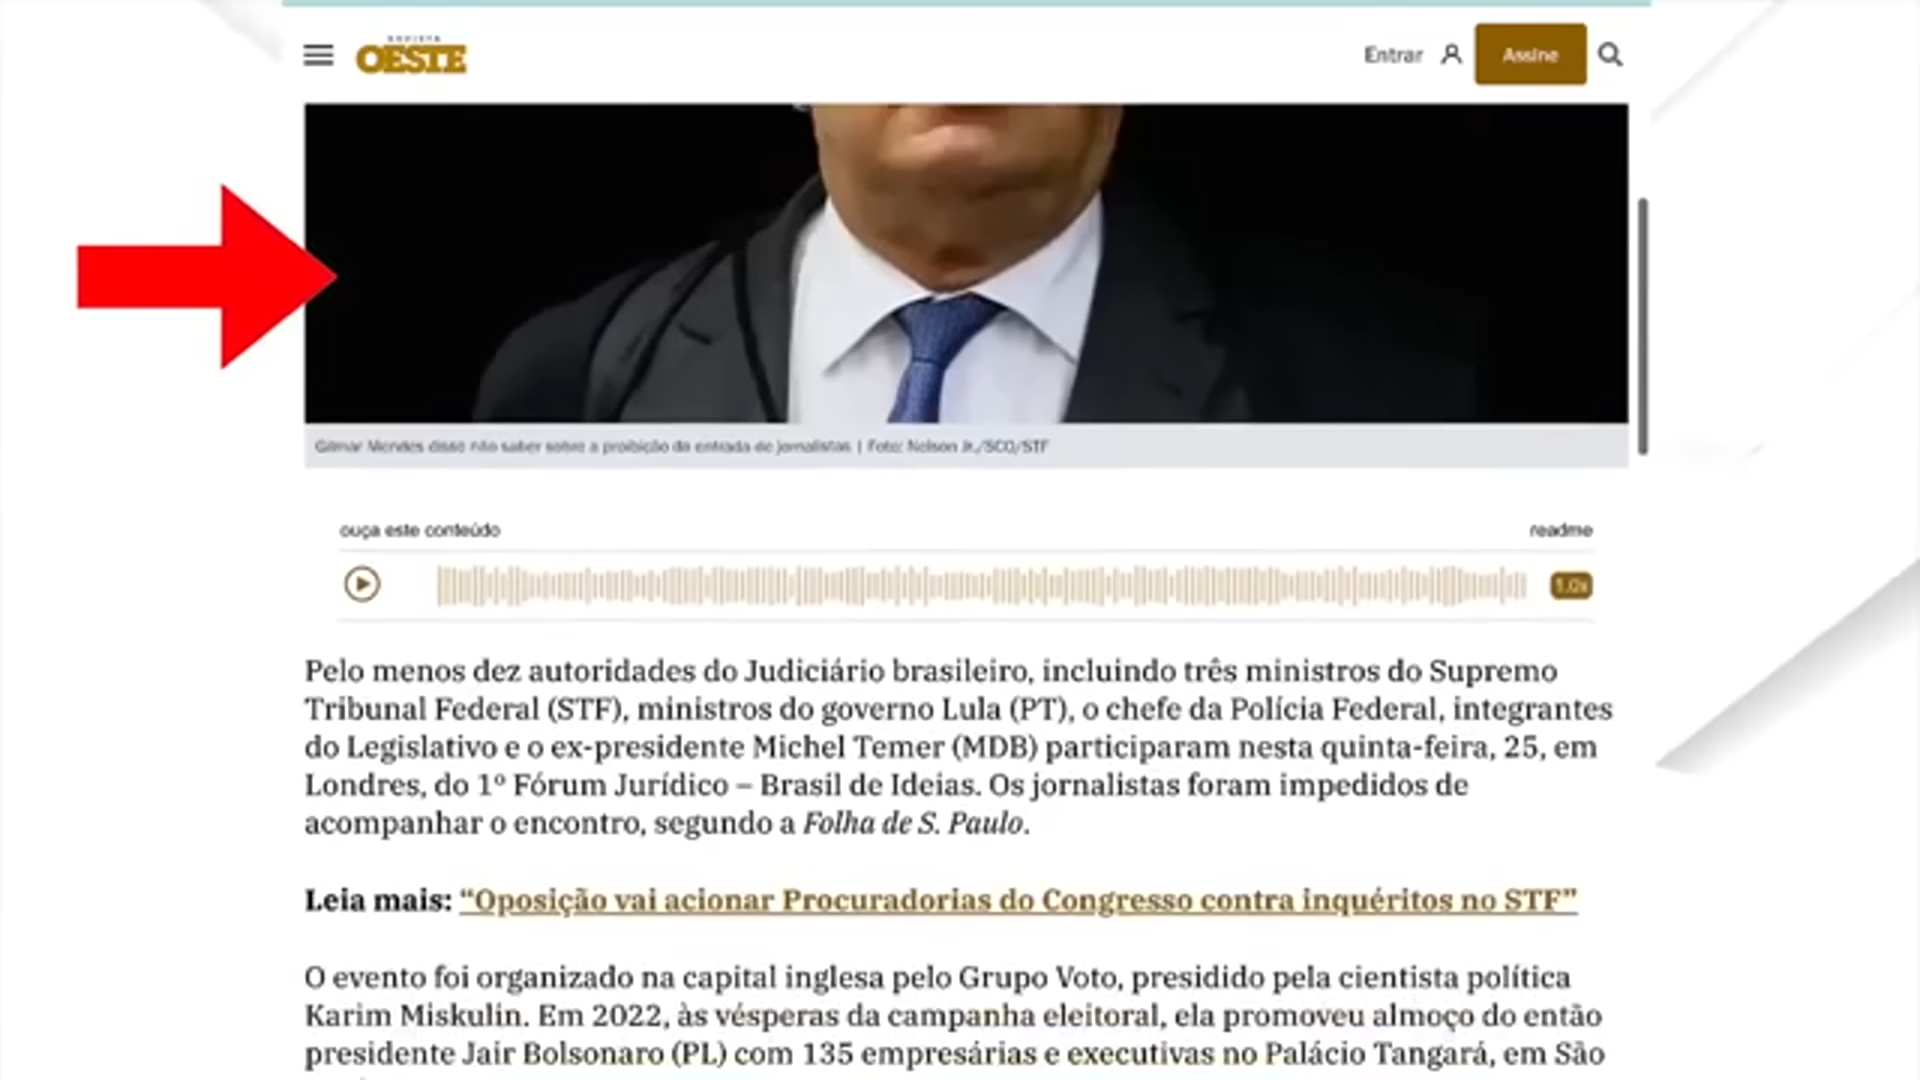 REVISTA
OESTE
Entrar
Assine
Gilmar Mendes disse não saber sobre a proibição da entrada de jornalistas | Foto: Nelson Jr./SCO/STF
ouça este conteúdo
readme
1.0x
Pelo menos dez autoridades do Judiciário brasileiro, incluindo três ministros do Supremo
Tribunal Federal (STF), ministros do governo Lula (PT), o chefe da Polícia Federal, integrantes
do Legislativo e o ex-presidente Michel Temer (MDB) participaram nesta quinta-feira, 25, em
Londres, do 1º Fórum Jurídico – Brasil de Ideias. Os jornalistas foram impedidos de
acompanhar o encontro, segundo a Folha de S. Paulo.
Leia mais: “Oposição vai acionar Procuradorias do Congresso contra inquéritos no STF”
O evento foi organizado na capital inglesa pelo Grupo Voto, presidido pela cientista política
Karim Miskulin. Em 2022, às vésperas da campanha eleitoral, ela promoveu almoço do então
presidente Jair Bolsonaro (PL) com 135 empresárias e executivas no Palácio Tangará, em São